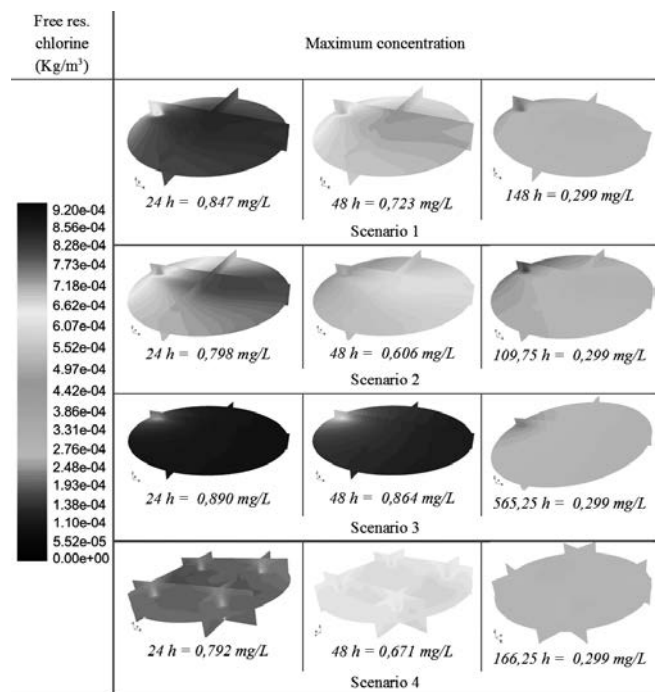 Free res.
chlorine
(Kg/m³)
Maximum concentration
24 h = 0,847 mg/L
48 h = 0,723 mg/L
148 h = 0,299 mg/L
Scenario 1
9.20e-04
8.56e-04
8.28e-04
7.73e-04
7.18e-04
6.62e-04
6.07e-04
5.52e-04
4.97e-04
4.42e-04
3.86e-04
3.31e-04
2.76e-04
2.48e-04
1.93e-04
1.38e-04
1.10e-04
5.52e-05
0.00e+00
24 h = 0,798 mg/L
48 h = 0,606 mg/L
109,75 h = 0,299 mg/L
Scenario 2
24 h = 0,890 mg/L
48 h = 0,864 mg/L
565,25 h = 0,299 mg/L
Scenario 3
24 h = 0,792 mg/L
48 h = 0,671 mg/L
166,25 h = 0,299 mg/L
Scenario 4